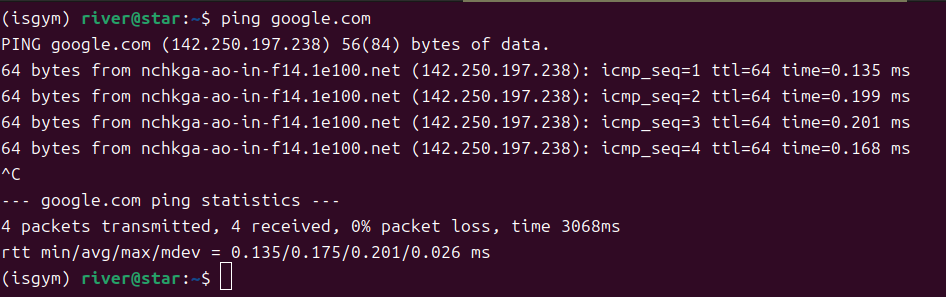 (isgym) river@star:~$ ping google.com
PING google.com (142.250.197.238) 56(84) bytes of data.
64 bytes from nchkga-ao-in-f14.1e100.net (142.250.197.238): icmp_seq=1 ttl=64 time=0.135 ms
64 bytes from nchkga-ao-in-f14.1e100.net (142.250.197.238): icmp_seq=2 ttl=64 time=0.199 ms
64 bytes from nchkga-ao-in-f14.1e100.net (142.250.197.238): icmp_seq=3 ttl=64 time=0.201 ms
64 bytes from nchkga-ao-in-f14.1e100.net (142.250.197.238): icmp_seq=4 ttl=64 time=0.168 ms
^C
--- google.com ping statistics ---
4 packets transmitted, 4 received, 0% packet loss, time 3068ms
rtt min/avg/max/mdev = 0.135/0.175/0.201/0.026 ms
(isgym) river@star:~$